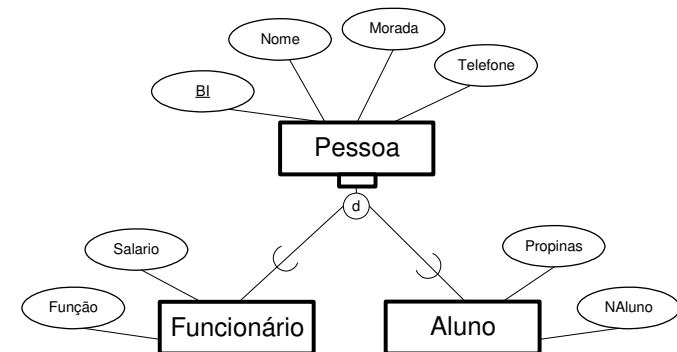 Morada
Nome
Telefone
BI
Pessoa
d
Salario
Propinas
Função
NAluno
Funcionário
Aluno